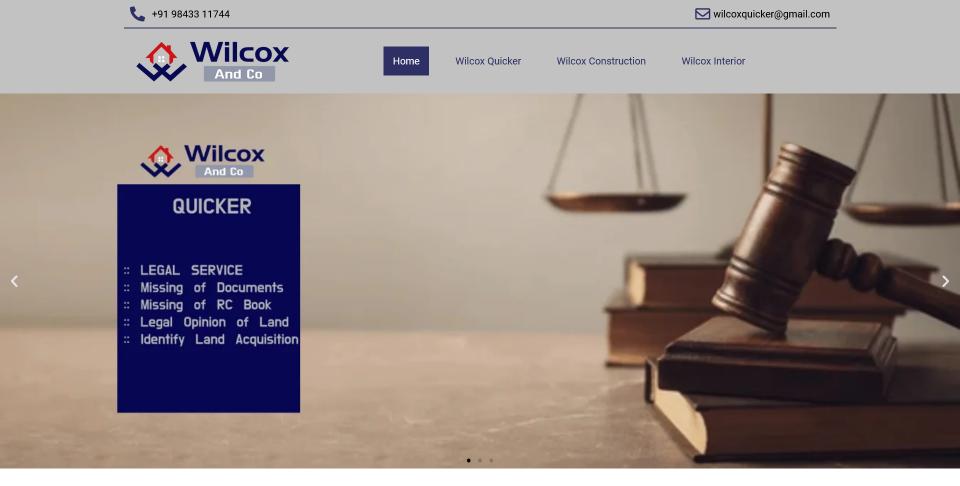 +91 98433 11744
wilcoxquicker@gmail.com
Wilcox
And Co
Home
Wilcox Quicker
Wilcox Construction
Wilcox Interior
Wilcox
And Co
QUICKER
:: LEGAL SERVICE
:: Missing of Documents
:: Missing of RC Book
:: Legal Opinion of Land
:: Identify Land Acquisition